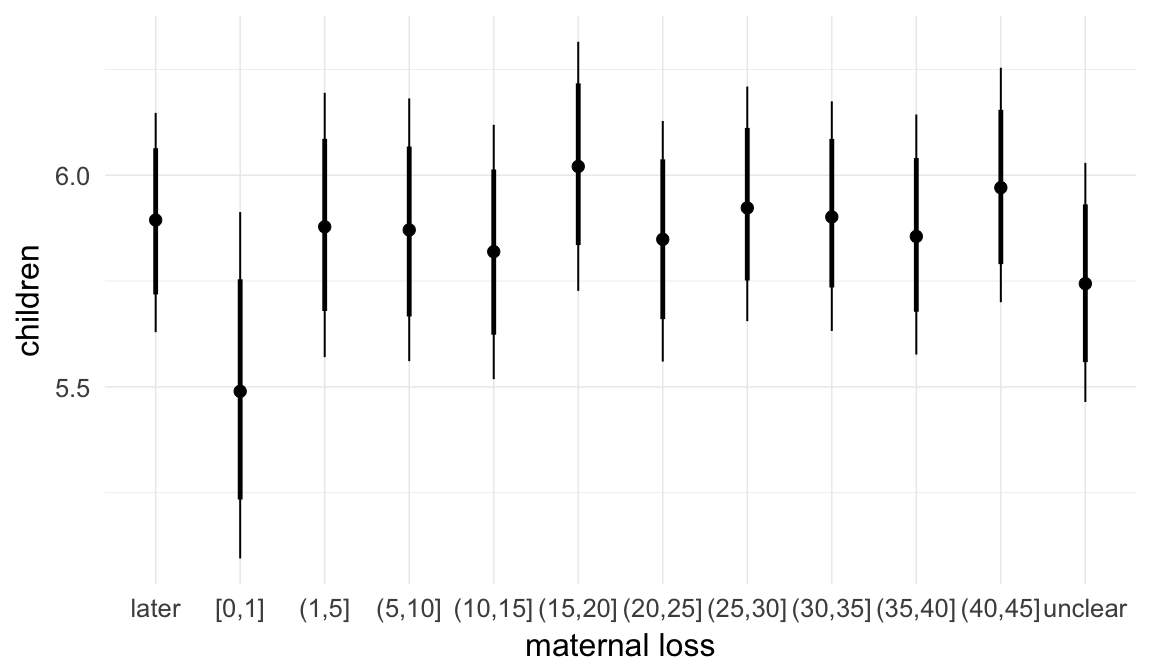 6.0
5.5
children
later [0,1] (1,5] (5,10] (10,15] (15,20] (20,25] (25,30] (30,35] (35,40] (40,45] unclear
maternal loss